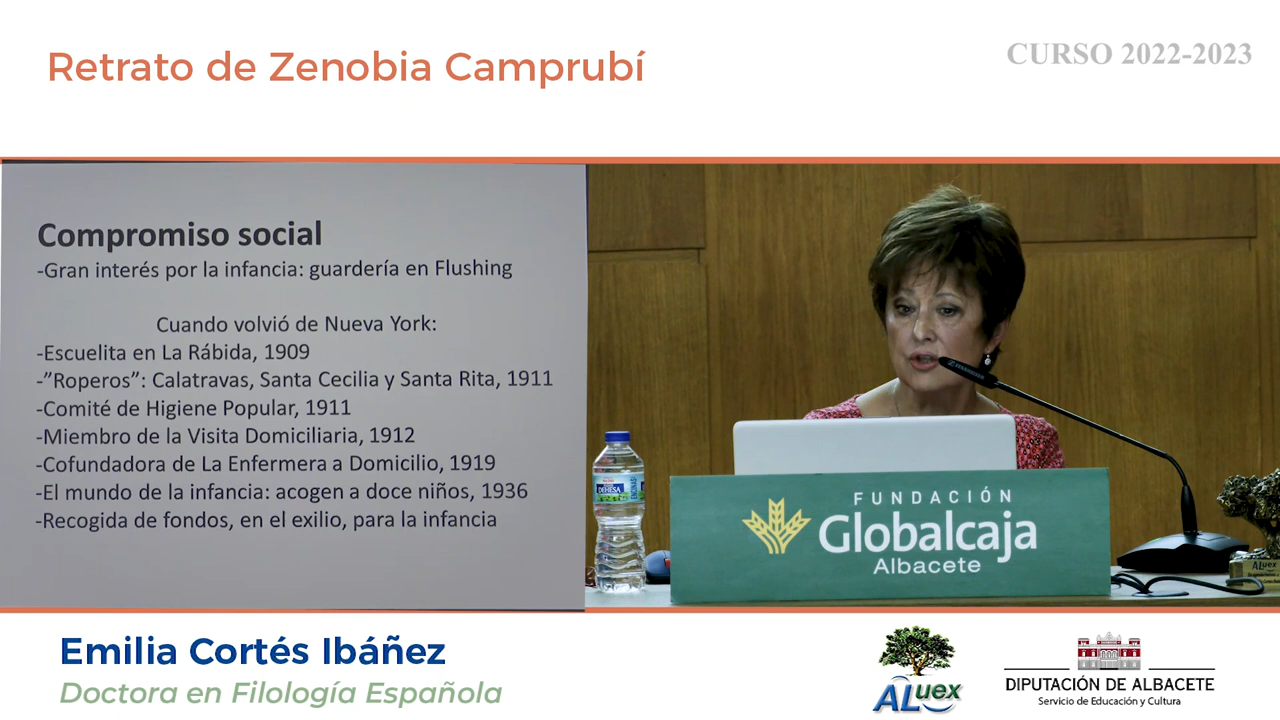 Retrato de Zenobia Camprubí
CURSO 2022-2023
Compromiso social
-Gran interés por la infancia: guardería en Flushing
Cuando volvió de Nueva York:
-Escuelita en La Rábida, 1909
-”Roperos”: Calatravas, Santa Cecilia y Santa Rita, 1911
-Comité de Higiene Popular, 1911
-Miembro de la Visita Domiciliaria, 1912
-Cofundadora de La Enfermera a Domicilio, 1919
-El mundo de la infancia: acogen a doce niños, 1936
-Recogida de fondos, en el exilio, para la infancia
SENNHEISER
DEHESA
FUNDACIÓN
Globalcaja
Albacete
ALuex
Emilia Cortés Ibáñez
Doctora en Filología Española
ALuex
DIPUTACIÓN DE ALBACETE
Servicio de Educación y Cultura